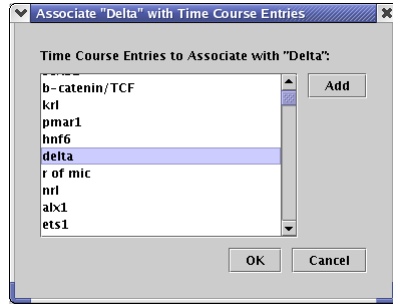 Associate "Delta" with Time Course Entries
Time Course Entries to Associate with "Delta":
b-catenin/TCF
krl
pmar1
hnf6
delta
r of mic
nrl
alx1
ets1
Add
OK
Cancel